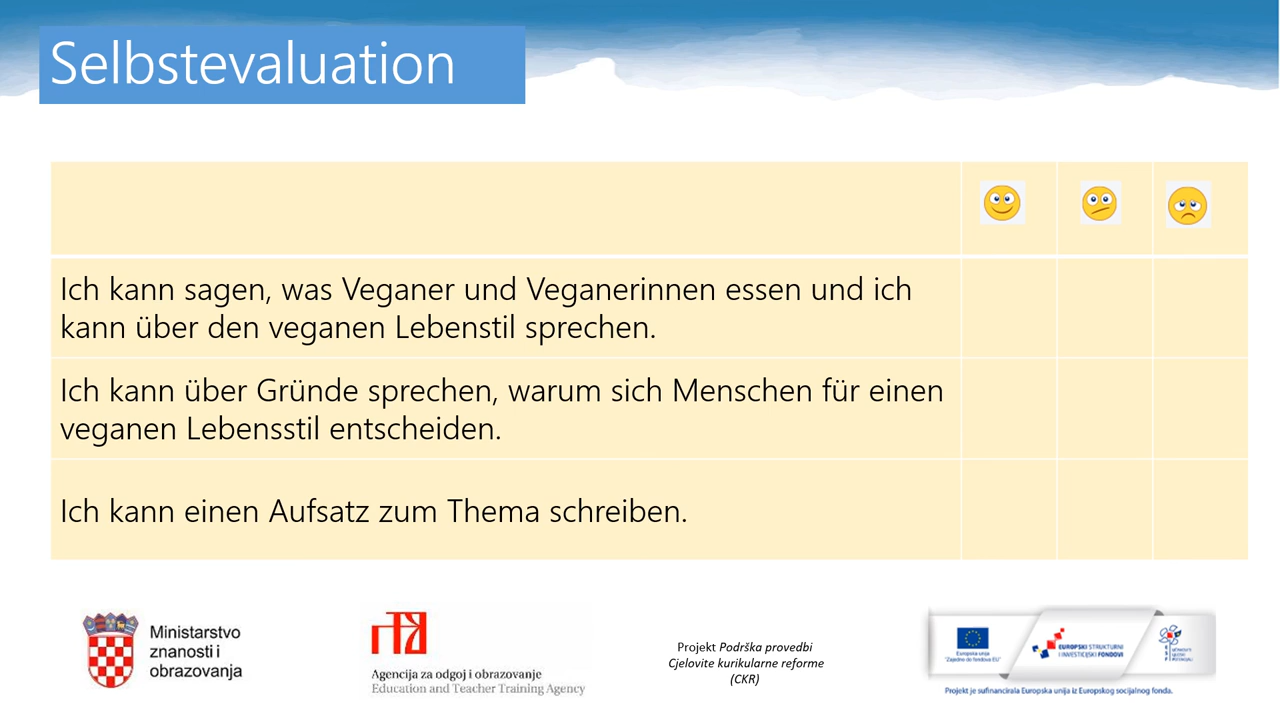 Selbstevaluation
Ich kann sagen, was Veganer und Veganerinnen essen und ich
kann über den veganen Lebenstil sprechen.
Ich kann über Gründe sprechen, warum sich Menschen für einen
veganen Lebensstil entscheiden.
Ich kann einen Aufsatz zum Thema schreiben.
Ministarstvo
znanosti i
obrazovanja
Agencija za odgoj i obrazovanje
Education and Teacher Training Agency
Projekt Podrška provedbi
Cjelovite kurikularne reforme
(CKR)
Europska unija
"Zajedno do fondova EU"
EUROPSKI STRUKTURNI
I INVESTICIJSKI FONDOVI
Projekt je sufinancirala Europska unija iz Europskog socijalnog fonda.